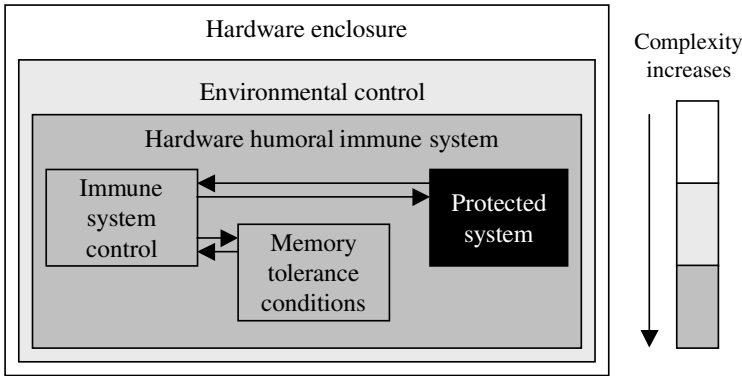 Hardware enclosure
Environmental control
Hardware humoral immune system
Immune
system
control
Memory
tolerance
conditions
Protected
system
Complexity
increases